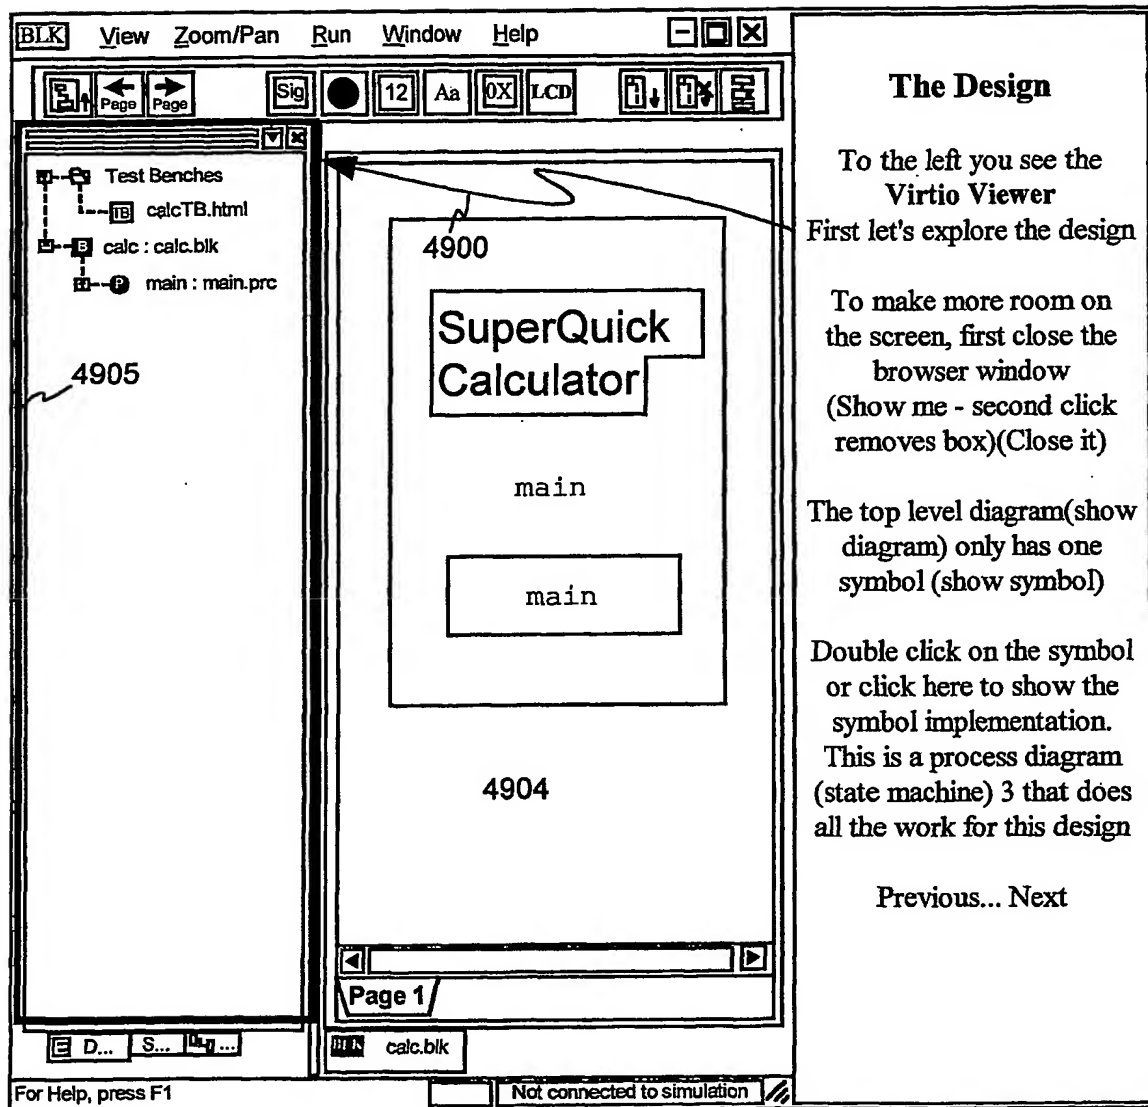 BLK View Zoom/Pan Run Window Help
Page Page Sig 12 Aa 0X LCD
Test Benches
TB calcTB.html
B calc : calc.blk
P main : main.prc
4905
4900
SuperQuick
Calculator
main
main
4904
Page 1
D... S... ...
BLK calc.blk
For Help, press F1
Not connected to simulation
The Design
To the left you see the
Virtio Viewer
First let's explore the design
To make more room on
the screen, first close the
browser window
(Show me - second click
removes box)(Close it)
The top level diagram(show
diagram) only has one
symbol (show symbol)
Double click on the symbol
or click here to show the
symbol implementation.
This is a process diagram
(state machine) 3 that does
all the work for this design
Previous... Next